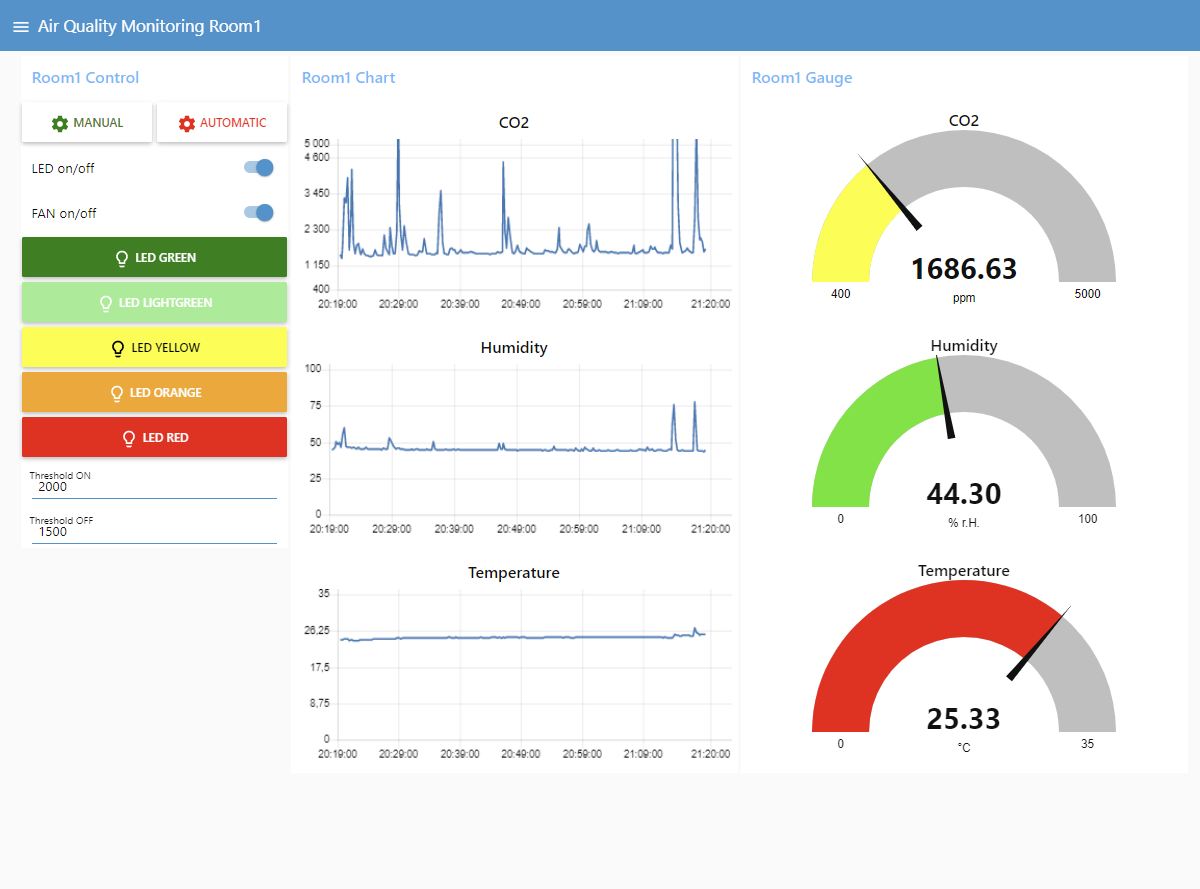 Air Quality Monitoring Room1
Room1 Control
MANUAL
AUTOMATIC
LED on/off
FAN on/off
LED GREEN
LED LIGHTGREEN
LED YELLOW
LED ORANGE
LED RED
Threshold ON
2000
Threshold OFF
1500
Room1 Chart
CO2
5 000
4 600
3 450
2 300
1 150
400
20:19:00 20:29:00 20:39:00 20:49:00 20:59:00 21:09:00 21:20:00
Humidity
100
75
50
25
0
20:19:00 20:29:00 20:39:00 20:49:00 20:59:00 21:09:00 21:20:00
Temperature
35
26,25
17,5
8,75
0
20:19:00 20:29:00 20:39:00 20:49:00 20:59:00 21:09:00 21:20:00
Room1 Gauge
CO2
1686.63
400 ppm 5000
Humidity
44.30
0 % r.H. 100
Temperature
25.33
0 °C 35